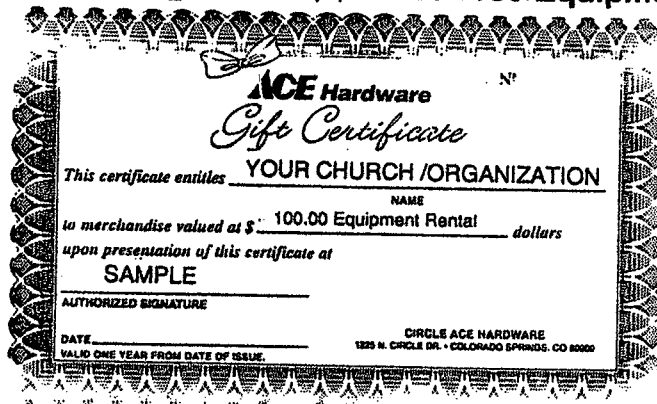 Equipme
ACE Hardware
Nº
Gift Certificate
This certificate entitles YOUR CHURCH /ORGANIZATION
NAME
to merchandise valued at $ 100.00 Equipment Rental dollars
upon presentation of this certificate at
SAMPLE
AUTHORIZED SIGNATURE
DATE
VALID ONE YEAR FROM DATE OF ISSUE.
CIRCLE ACE HARDWARE
N. CIRCLE DR. • COLORADO SPRINGS, CO